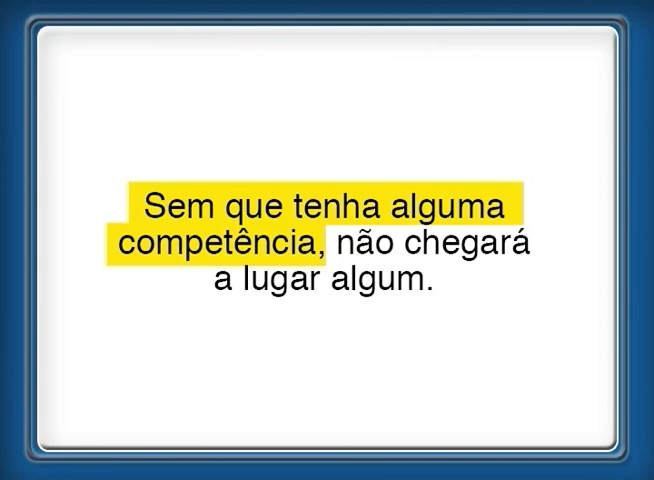 Sem que tenha alguma
competência, não chegará
a lugar algum.